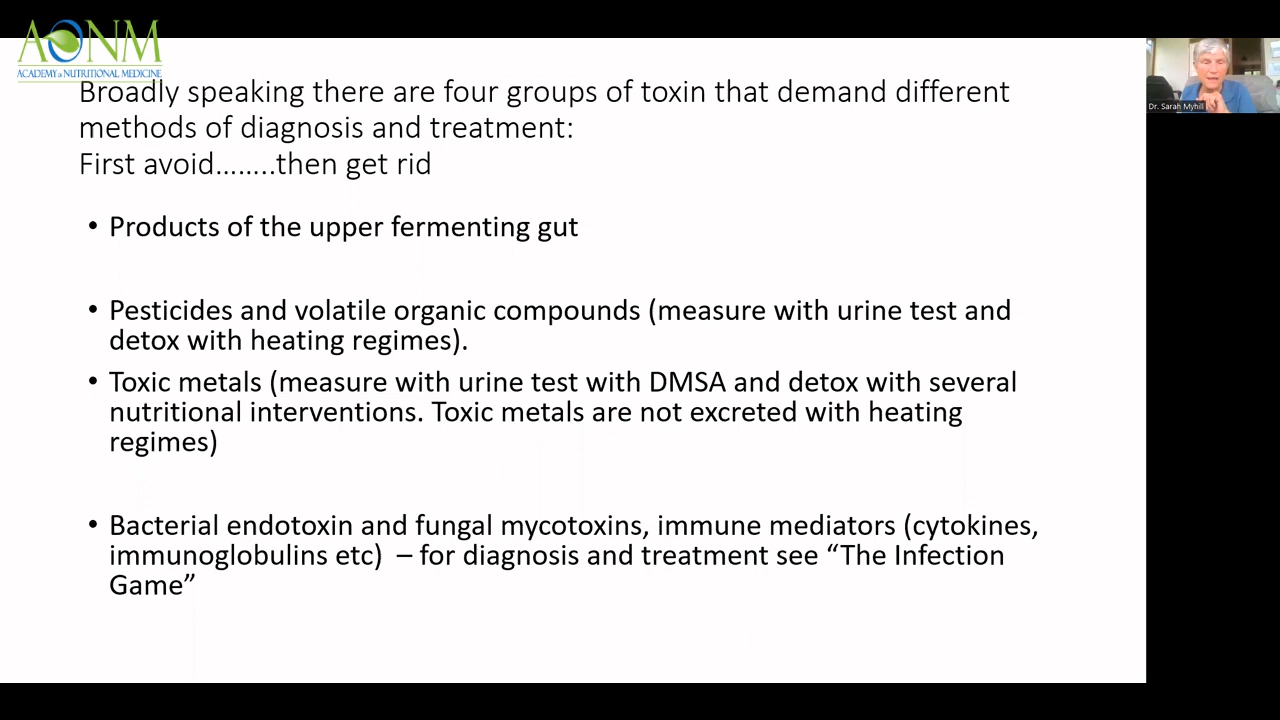 AONM
ACADEMY of NUTRITIONAL MEDICINE
Broadly speaking there are four groups of toxin that demand different
methods of diagnosis and treatment:
First avoid........then get rid
• Products of the upper fermenting gut
• Pesticides and volatile organic compounds (measure with urine test and
detox with heating regimes).
• Toxic metals (measure with urine test with DMSA and detox with several
nutritional interventions. Toxic metals are not excreted with heating
regimes)
• Bacterial endotoxin and fungal mycotoxins, immune mediators (cytokines,
immunoglobulins etc)  – for diagnosis and treatment see “The Infection
Game”
Dr. Sarah Myhill